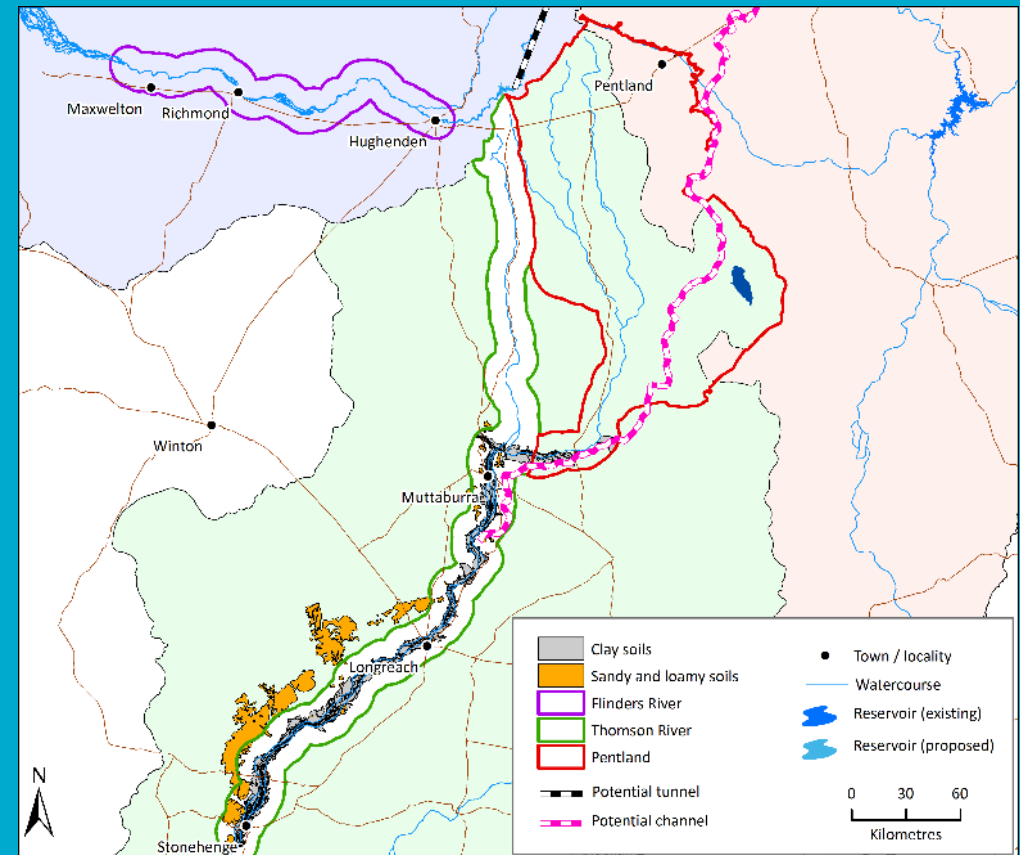 Pentland
Maxwelton
Richmond
Hughenden
Winton
Muttaburra
Longreach
Stonehenge
N
Clay soils
Sandy and loamy soils
Flinders River
Thomson River
Pentland
Potential tunnel
Potential channel
Town / locality
Watercourse
Reservoir (existing)
Reservoir (proposed)
0 30 60
Kilometres